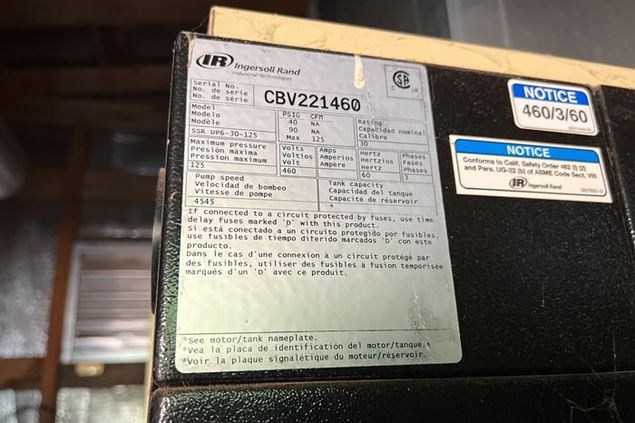 IR Ingersoll Rand
Industrial Technologies
Serial No.
No. de serie
No. de série
CBV221460
Model
Modelo
Modèle
SSR UP6-30-125
PSIG CFM
40 NA
90 NA
Max 125
Rating
Capacidad nominal
Calibre
30
Maximum pressure
Presión máxima
Pression maxima
125
Volts
Voltios
Volts
460
Amps
Amperios
Ampère
Hertz
Hertzios
Hertz
60
Phases
Fases
Phases
3
Pump speed
Velocidad de bombeo
Vitesse de pompe
4545
Tank capacity
Capacidad del tanque
Capacité de réservoir
*
If connected to a circuit protected by fuses, use time
delay fuses marked 'D' with this product.
Si está conectado a un circuito protegido por fusibles,
use fusibles de tiempo diferido marcados 'D' con este
producto.
Dans le cas d'une connexion à un circuit protégé par
des fusibles, utiliser des fusibles à fusion temporisée
marqués d'un 'D' avec ce produit.
*See motor/tank nameplate.
*Vea la placa de identificación del motor/tanque.
*Voir la plaque signalétique du moteur/réservoir.
NOTICE
460/3/60
NOTICE
Conforms to Calif. Safety Order 462 (l) (2)
and Para. UG-22 (b) of ASME Code Sect. VIII
IR Ingersoll Rand